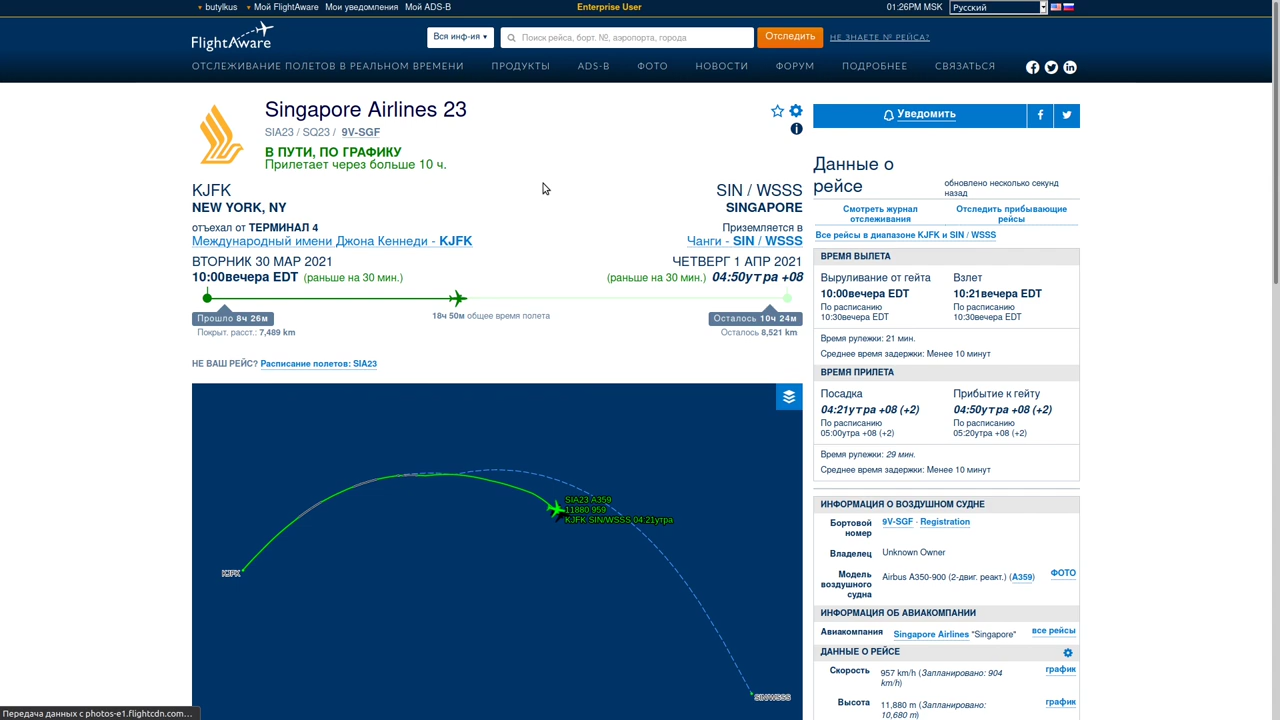 butylkus Мой FlightAware Мои уведомления Мой ADS-B Enterprise User 01:26PM MSK Русский
FlightAware Вся инф-ия Поиск рейса, борт. №, аэропорта, города Отследить НЕ ЗНАЕТЕ № РЕЙСА?
ОТСЛЕЖИВАНИЕ ПОЛЕТОВ В РЕАЛЬНОМ ВРЕМЕНИ ПРОДУКТЫ ADS-B ФОТО НОВОСТИ ФОРУМ ПОДРОБНЕЕ СВЯЗАТЬСЯ
Singapore Airlines 23
SIA23 / SQ23 / 9V-SGF
В ПУТИ, ПО ГРАФИКУ
Прилетает через больше 10 ч.
KJFK SIN / WSSS
NEW YORK, NY SINGAPORE
отъехал от ТЕРМИНАЛ 4 Приземляется в
Международный имени Джона Кеннеди - KJFK Чанги - SIN / WSSS
ВТОРНИК 30 МАР 2021 ЧЕТВЕРГ 1 АПР 2021
10:00вечера EDT (раньше на 30 мин.) (раньше на 30 мин.) 04:50утра +08
Прошло 8ч 26м 18ч 50м общее время полета Осталось 10ч 24м
Покрыт. расст.: 7,489 km Осталось 8,521 km
НЕ ВАШ РЕЙС? Расписание полетов: SIA23
SIA23 A359
11880 959
KJFK SIN/WSSS 04:21утра
KJFK
SIN/WSSS
Передача данных с photos-e1.flightcdn.com…
Уведомить
Данные о
рейсе
обновлено несколько секунд
назад
Смотреть журнал
отслеживания
Отследить прибывающие
рейсы
Все рейсы в диапазоне KJFK и SIN / WSSS
ВРЕМЯ ВЫЛЕТА
Выруливание от гейта Взлет
10:00вечера EDT 10:21вечера EDT
По расписанию По расписанию
10:30вечера EDT 10:30вечера EDT
Время рулежки: 21 мин.
Среднее время задержки: Менее 10 минут
ВРЕМЯ ПРИЛЕТА
Посадка Прибытие к гейту
04:21утра +08 (+2) 04:50утра +08 (+2)
По расписанию По расписанию
05:00утра +08 (+2) 05:20утра +08 (+2)
Время рулежки: 29 мин.
Среднее время задержки: Менее 10 минут
ИНФОРМАЦИЯ О ВОЗДУШНОМ СУДНЕ
Бортовой
номер
9V-SGF · Registration
Владелец Unknown Owner
Модель
воздушного
судна
Airbus A350-900 (2-двиг. реакт.) (A359) ФОТО
ИНФОРМАЦИЯ ОБ АВИАКОМПАНИИ
Авиакомпания Singapore Airlines "Singapore" все рейсы
ДАННЫЕ О РЕЙСЕ
Скорость 957 km/h (Запланировано: 904
km/h)
график
Высота 11,880 m (Запланировано:
10,680 m)
график